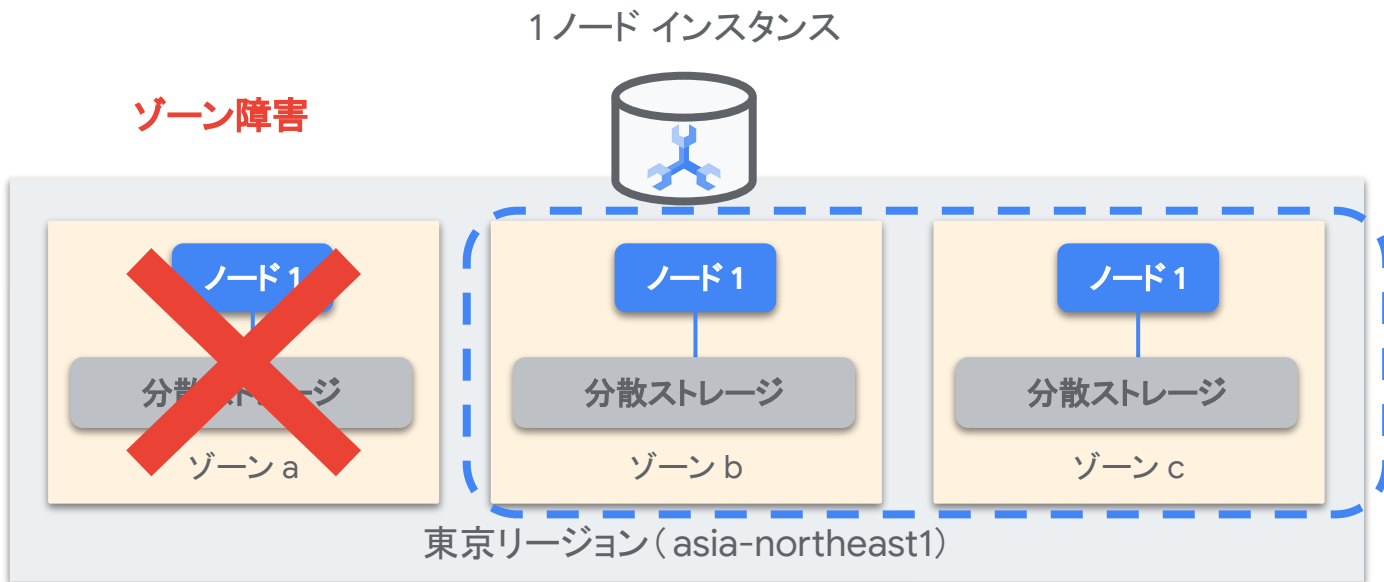 1 ノード インスタンス
ゾーン障害
ノード 1
ノード 1
ノード 1
分散ストレージ
分散ストレージ
分散ストレージ
ゾーン a
ゾーン b
ゾーン c
東京リージョン（asia-northeast1）